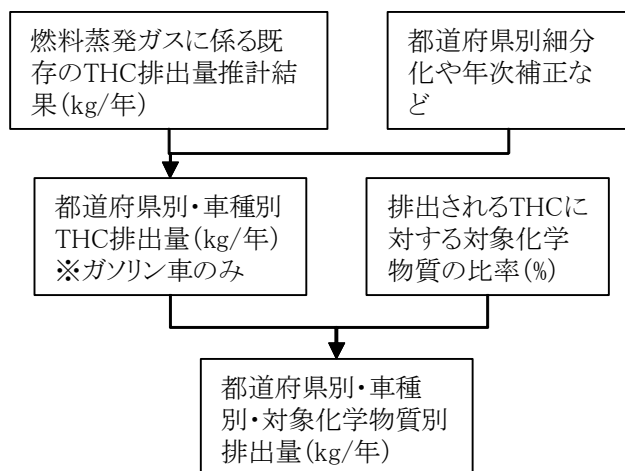 燃料蒸発ガスに係る既
存のTHC排出量推計結
果(kg/年)
都道府県別細分
化や年次補正な
ど
都道府県別・車種別
THC排出量(kg/年)
※ガソリン車のみ
排出されるTHCに
対する対象化学
物質の比率(%)
都道府県別・車種
別・対象化学物質別
排出量(kg/年)